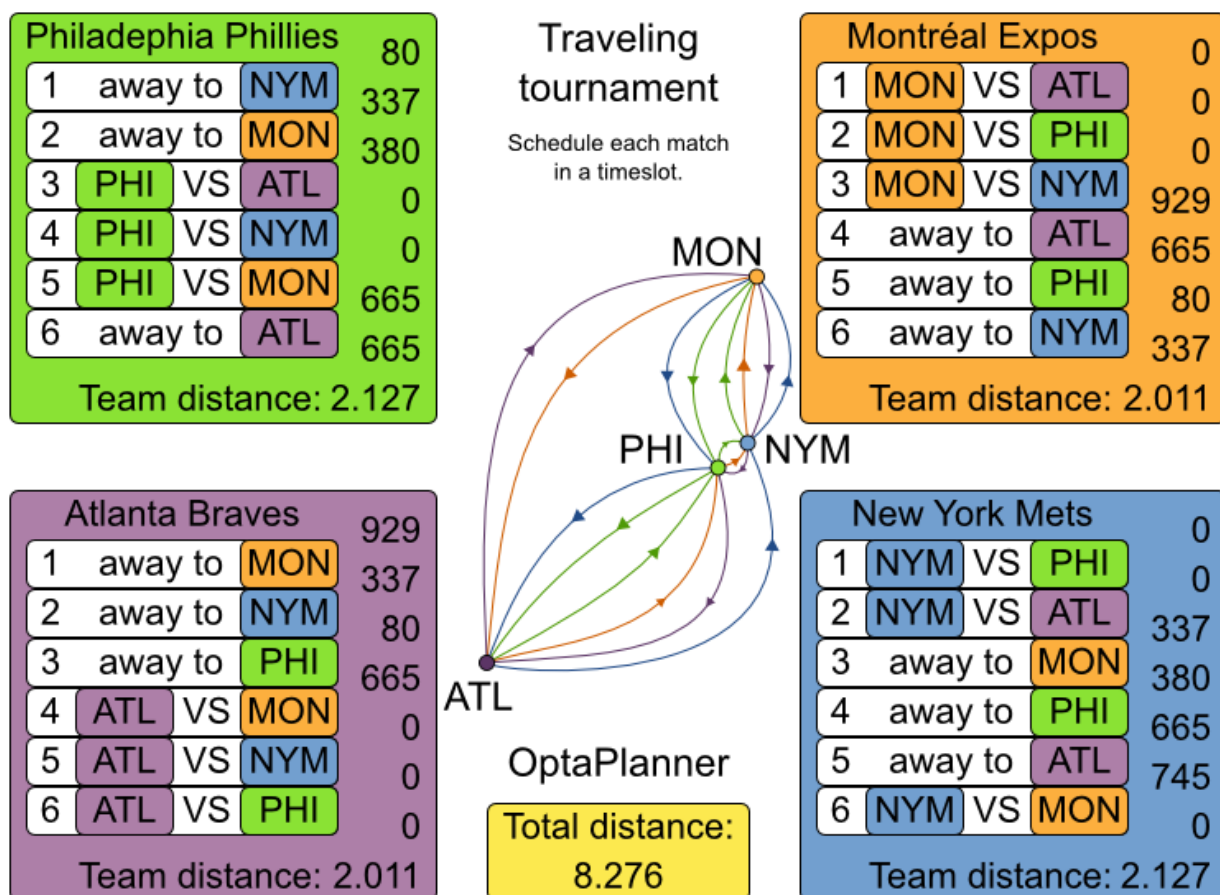 Philadephia Phillies
80
1 away to NYM
337
2 away to MON
380
3 PHI VS ATL
0
4 PHI VS NYM
0
5 PHI VS MON
665
6 away to ATL
665
Team distance: 2.127
Traveling
tournament
Schedule each match
in a timeslot.
Montréal Expos
0
1 MON VS ATL
0
2 MON VS PHI
0
3 MON VS NYM
929
4 away to ATL
665
5 away to PHI
80
6 away to NYM
337
Team distance: 2.011
MON
PHI
NYM
ATL
Atlanta Braves
929
1 away to MON
337
2 away to NYM
80
3 away to PHI
665
4 ATL VS MON
0
5 ATL VS NYM
0
6 ATL VS PHI
0
Team distance: 2.011
OptaPlanner
Total distance:
8.276
New York Mets
0
1 NYM VS PHI
0
2 NYM VS ATL
337
3 away to MON
380
4 away to PHI
665
5 away to ATL
745
6 NYM VS MON
0
Team distance: 2.127